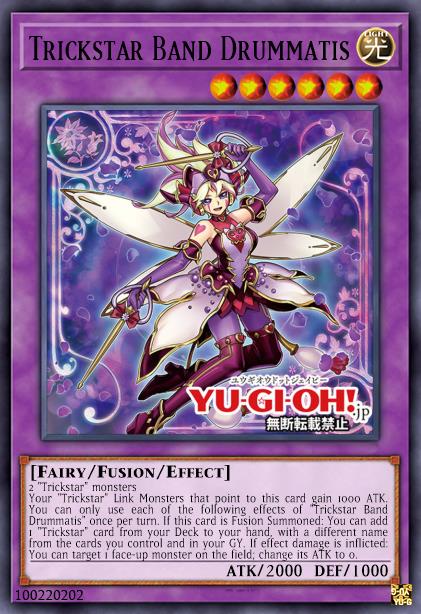 Trickstar Band Drummatis
LIGHT
光
ユウギオウドットジェイピー
YU-GI-OH!.jp
無断転載禁止
[Fairy/Fusion/Effect]
2 "Trickstar" monsters
Your "Trickstar" Link Monsters that point to this card gain 1000 ATK.
You can only use each of the following effects of "Trickstar Band
Drummatis" once per turn. If this card is Fusion Summoned: You can add
1 "Trickstar" card from your Deck to your hand, with a different name
from the cards you control and in your GY. If effect damage is inflicted:
You can target 1 face-up monster on the field; change its ATK to 0.
ATK/2000 DEF/1000
100220202